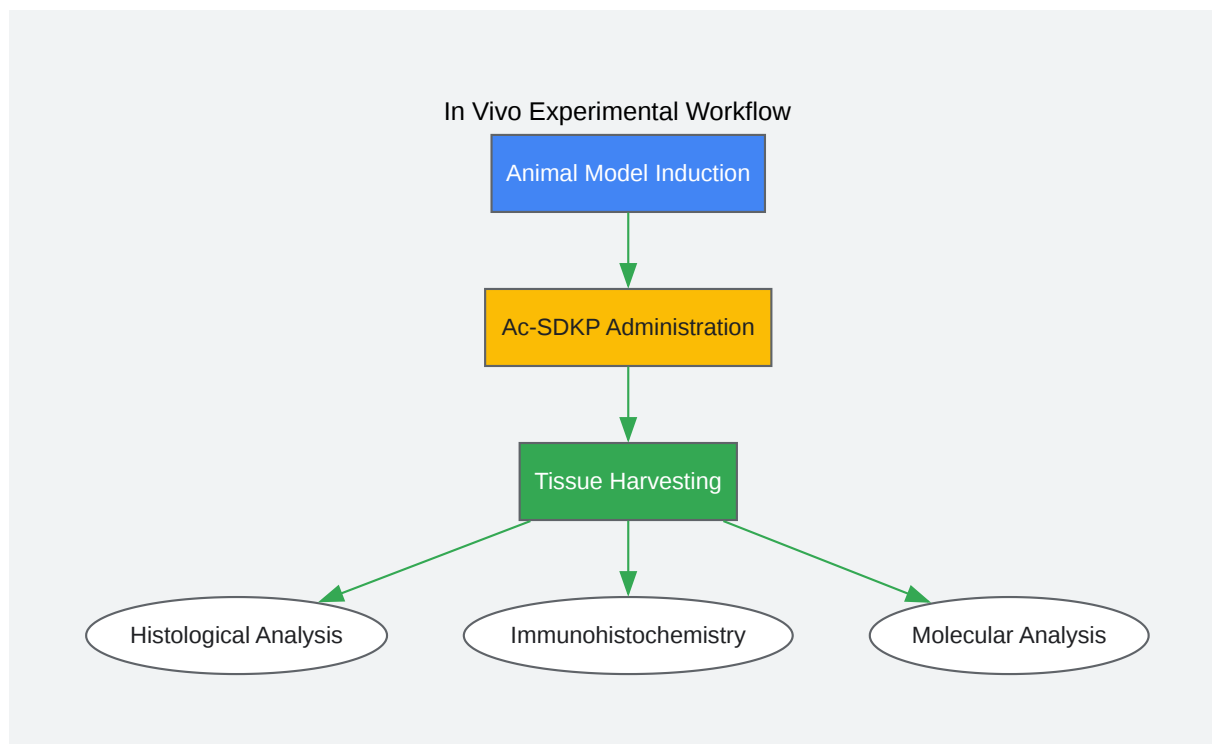 In Vivo Experimental Workflow
Animal Model Induction
Ac-SDKP Administration
Tissue Harvesting
Histological Analysis
Immunohistochemistry
Molecular Analysis